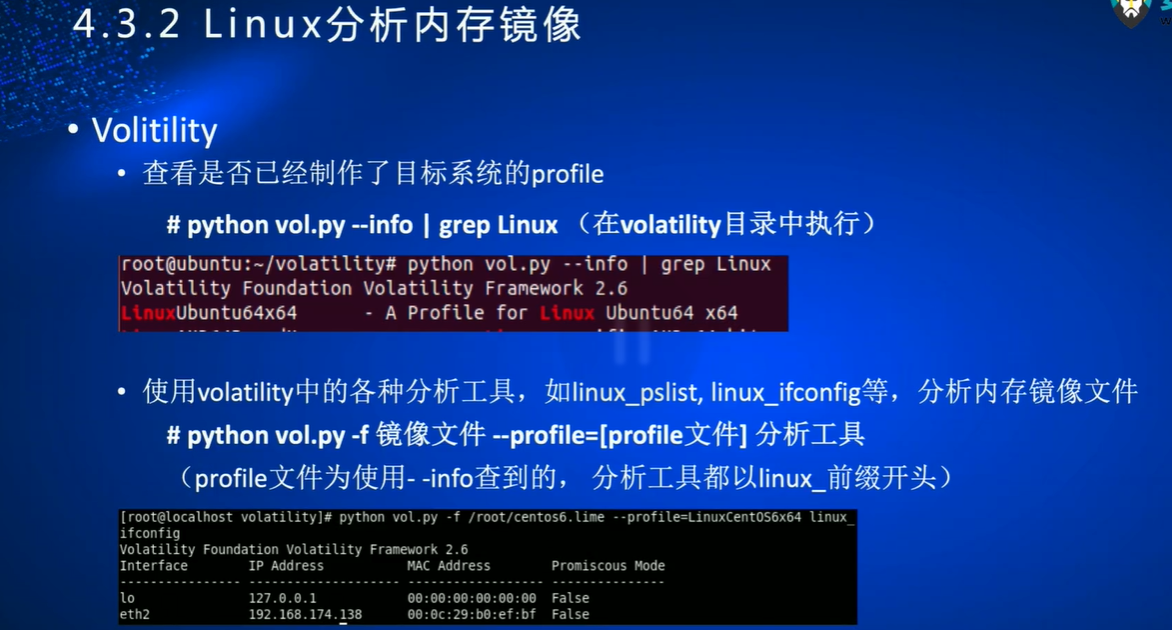 4.3.2 Linux分析内存镜像
• Volitility
• 查看是否已经制作了目标系统的profile
# python vol.py --info | grep Linux （在volatility目录中执行）
root@ubuntu:~/volatility# python vol.py --info | grep Linux
Volatility Foundation Volatility Framework 2.6
LinuxUbuntu64x64 - A Profile for Linux Ubuntu64 x64
• 使用volatility中的各种分析工具，如linux_pslist, linux_ifconfig等，分析内存镜像文件
# python vol.py -f 镜像文件 --profile=[profile文件] 分析工具
（profile文件为使用- -info查到的， 分析工具都以linux_前缀开头）
[root@localhost volatility]# python vol.py -f /root/centos6.lime --profile=LinuxCentOS6x64 linux_
ifconfig
Volatility Foundation Volatility Framework 2.6
Interface IP Address MAC Address Promiscous Mode
---------------- -------------------- ------------------ ---------------
lo 127.0.0.1 00:00:00:00:00:00 False
eth2 192.168.174.138 00:0c:29:b0:ef:bf False